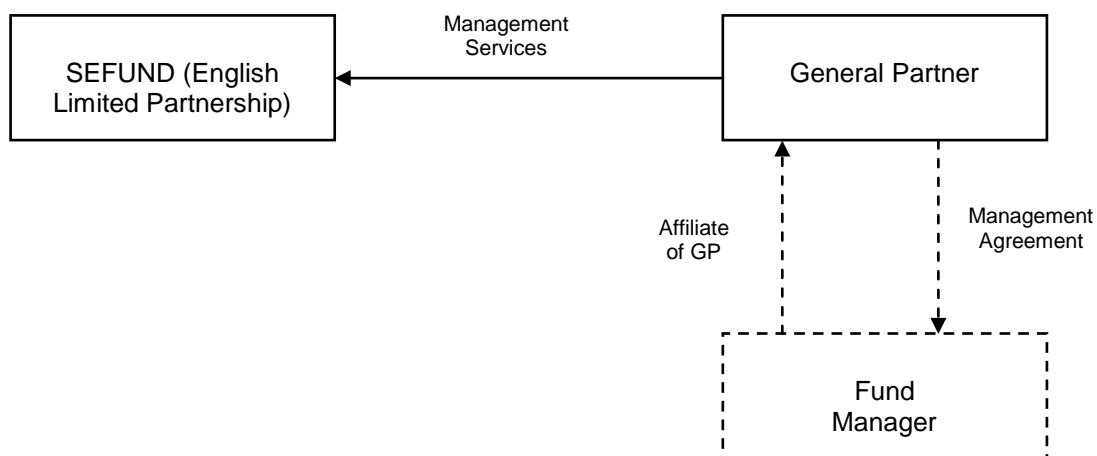 Management
Services
SEFUND (English
Limited Partnership)
General Partner
Affiliate
of GP
Management
Agreement
Fund
Manager